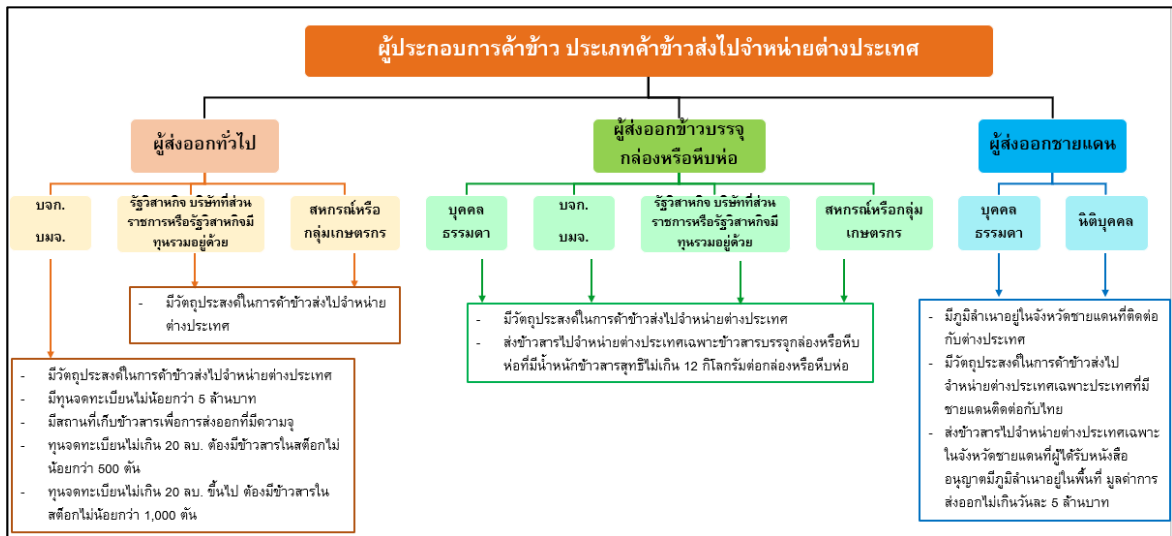 ผู้ประกอบการค้าข้าว ประเภทค้าข้าวส่งไปจำหน่ายต่างประเทศ
ผู้ส่งออกทั่วไป
บจก.
บมจ.
รัฐวิสาหกิจ บริษัทที่ส่วน
ราชการหรือรัฐวิสาหกิจมี
ทุนรวมอยู่ด้วย
สหกรณ์หรือ
กลุ่มเกษตรกร
- มีวัตถุประสงค์ในการค้าข้าวส่งไปจำหน่าย
ต่างประเทศ
- มีวัตถุประสงค์ในการค้าข้าวส่งไปจำหน่ายต่างประเทศ
- มีทุนจดทะเบียนไม่น้อยกว่า 5 ล้านบาท
- มีสถานที่เก็บข้าวสารเพื่อการส่งออกที่มีความจุ
- ทุนจดทะเบียนไม่เกิน 20 ลบ. ต้องมีข้าวสารในสต็อกไม่
น้อยกว่า 500 ตัน
- ทุนจดทะเบียนไม่เกิน 20 ลบ. ขึ้นไป ต้องมีข้าวสารใน
สต็อกไม่น้อยกว่า 1,000 ตัน
ผู้ส่งออกข้าวบรรจุ
กล่องหรือหีบห่อ
บุคคล
ธรรมดา
บจก.
บมจ.
รัฐวิสาหกิจ บริษัทที่ส่วน
ราชการหรือรัฐวิสาหกิจมี
ทุนรวมอยู่ด้วย
สหกรณ์หรือกลุ่ม
เกษตรกร
- มีวัตถุประสงค์ในการค้าข้าวส่งไปจำหน่ายต่างประเทศ
- ส่งข้าวสารไปจำหน่ายต่างประเทศเฉพาะข้าวสารบรรจุกล่องหรือหีบ
ห่อที่มีน้ำหนักข้าวสารสุทธิไม่เกิน 12 กิโลกรัมต่อกล่องหรือหีบห่อ
ผู้ส่งออกชายแดน
บุคคล
ธรรมดา
นิติบุคคล
- มีภูมิลำเนาอยู่ในจังหวัดชายแดนที่ติดต่อ
กับต่างประเทศ
- มีวัตถุประสงค์ในการค้าข้าวส่งไป
จำหน่ายต่างประเทศเฉพาะประเทศที่มี
ชายแดนติดต่อกับไทย
- ส่งข้าวสารไปจำหน่ายต่างประเทศเฉพาะ
ในจังหวัดชายแดนที่ผู้ได้รับหนังสือ
อนุญาตมีภูมิลำเนาอยู่ในพื้นที่ มูลค่าการ
ส่งออกไม่เกินวันละ 5 ล้านบาท